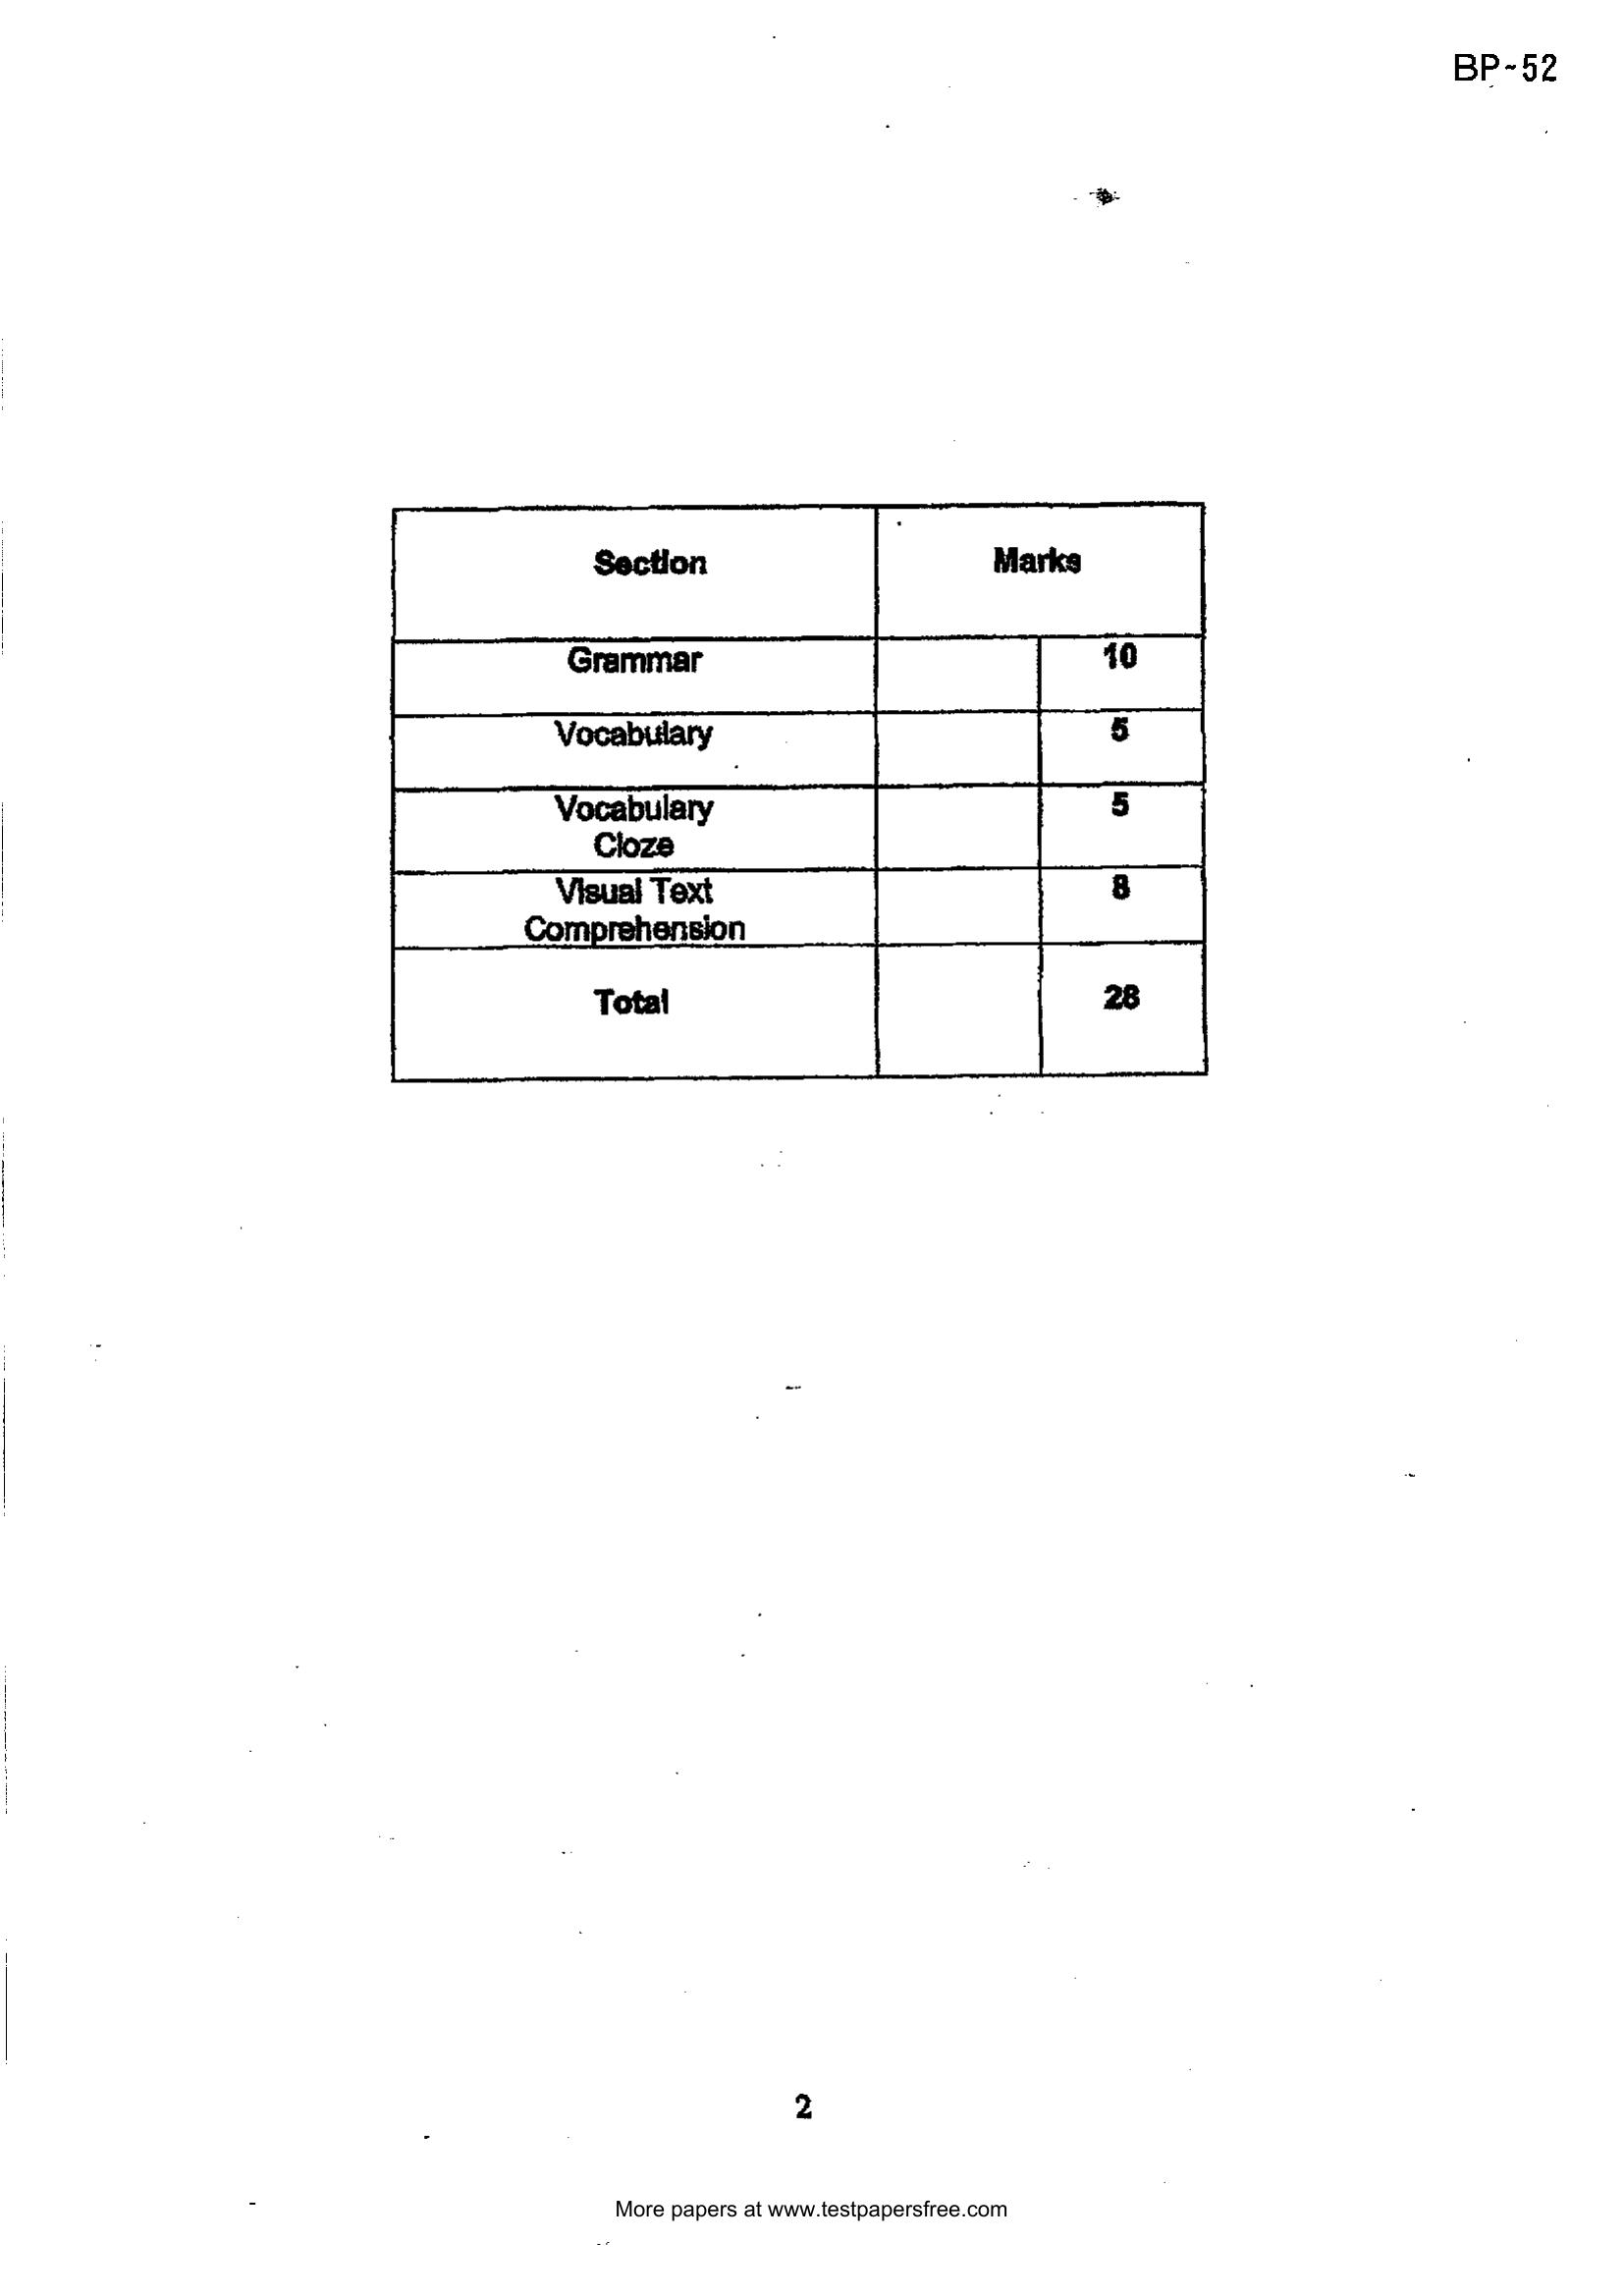 BP-52
Section Marks
Grammar 10
Vocabulary 5
Vocabulary 5
Cloze
Visual Text 8
Comprehension
Total 28
2
More papers at www.testpapersfree.com